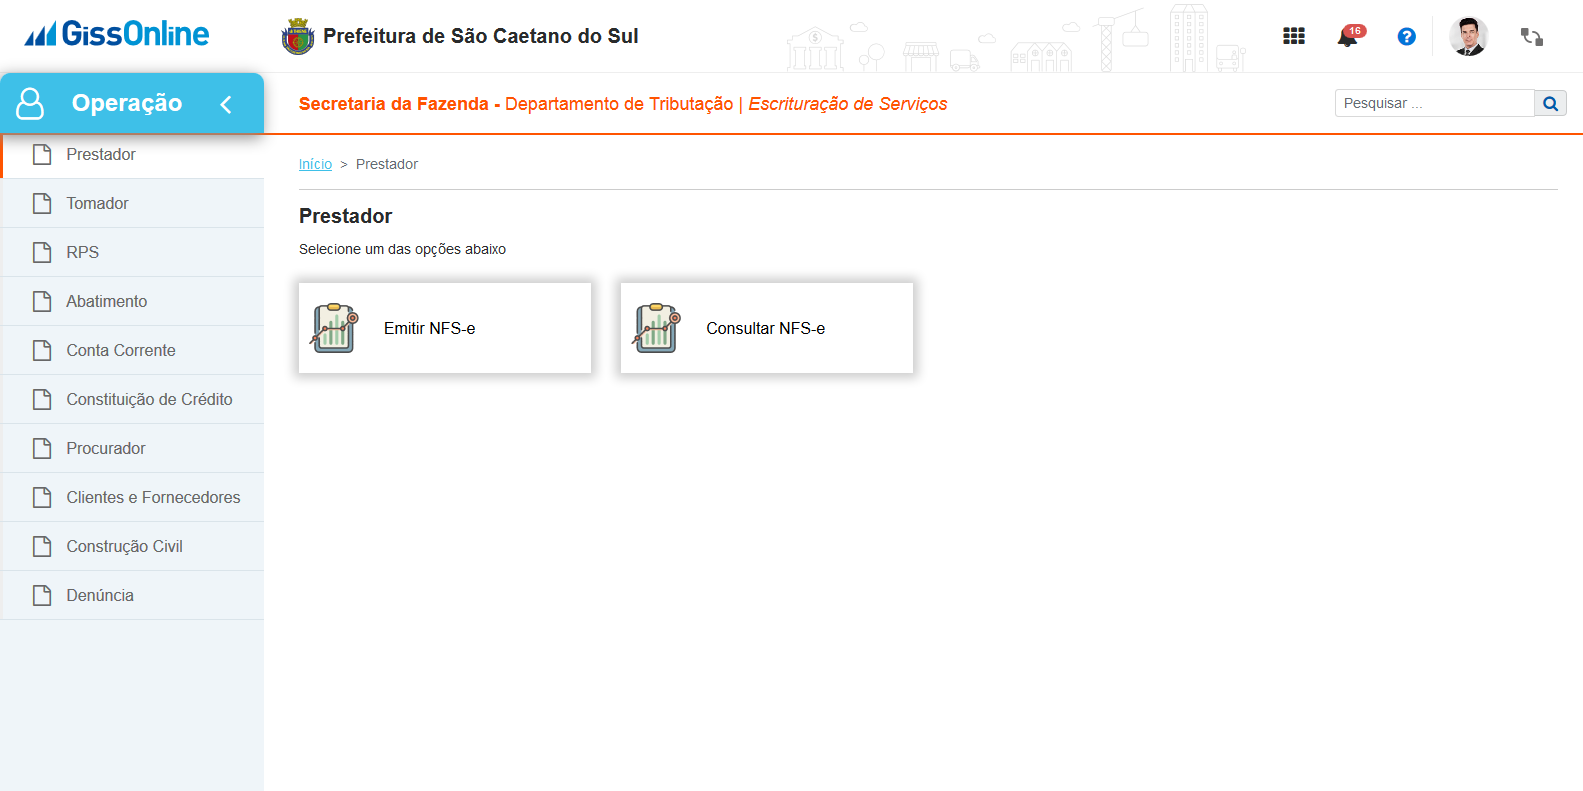 GissOnline
Prefeitura de São Caetano do Sul
16
?
Operação
Secretaria da Fazenda - Departamento de Tributação | Escrituração de Serviços
Pesquisar ...
Prestador
Tomador
RPS
Abatimento
Conta Corrente
Constituição de Crédito
Procurador
Clientes e Fornecedores
Construção Civil
Denúncia
Início > Prestador
Prestador
Selecione um das opções abaixo
Emitir NFS-e
Consultar NFS-e